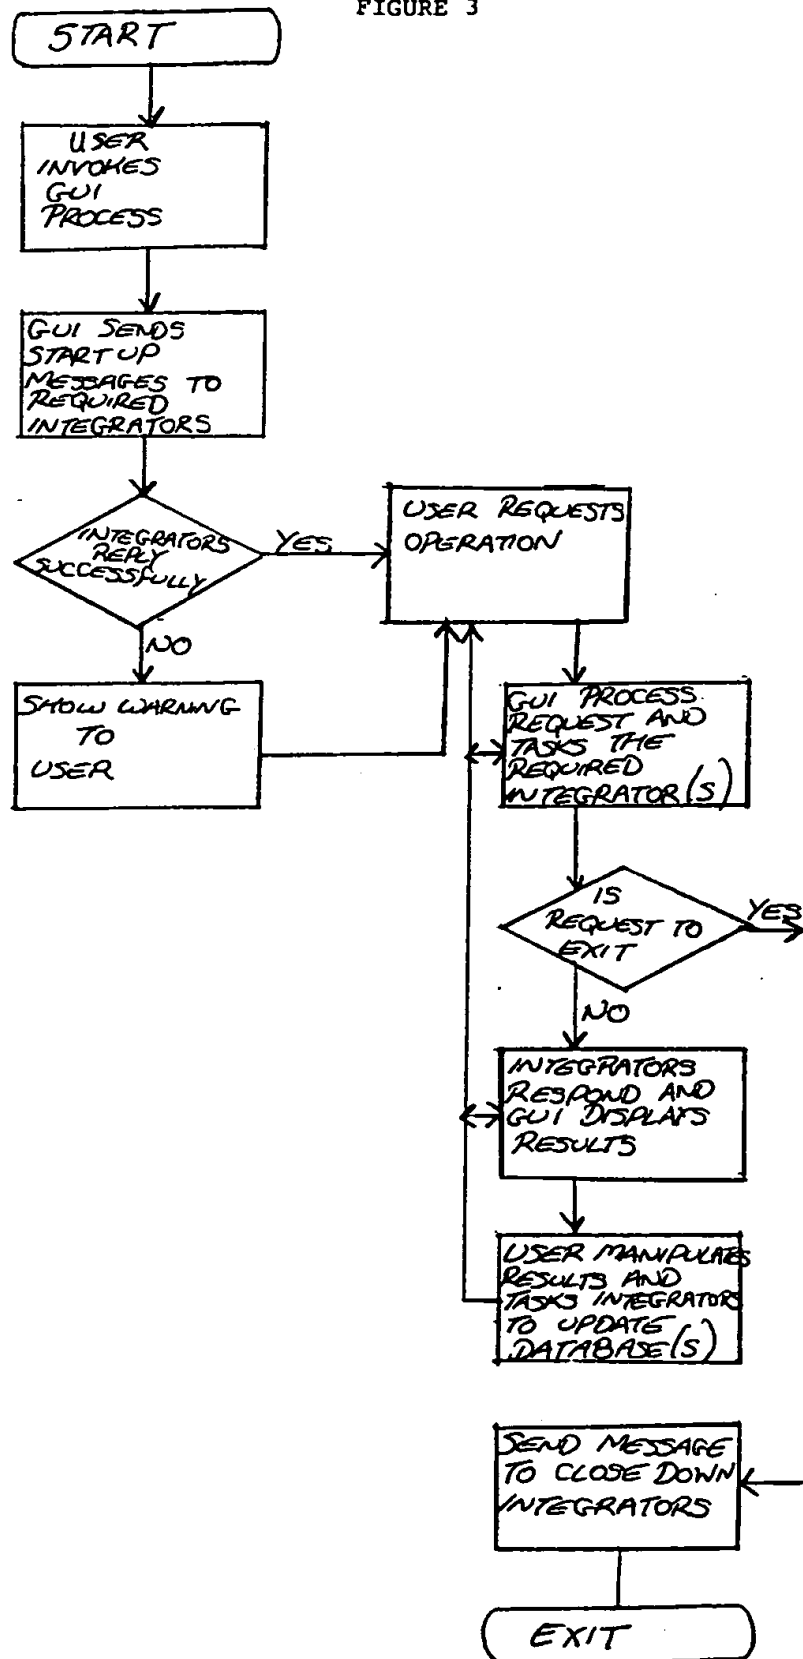 FIGURE 3
START
USER
INVOKES
GUI
PROCESS
GUI SENDS
START UP
MESSAGES TO
REQUIRED
INTEGRATORS
INTEGRATORS
REPLY
SUCCESSFULLY
YES
NO
SHOW WARNING
TO
USER
USER REQUESTS
OPERATION
GUI PROCESS
REQUEST AND
TASKS THE
REQUIRED
INTEGRATOR(S)
IS
REQUEST TO
EXIT
YES
NO
INTEGRATORS
RESPOND AND
GUI DISPLAYS
RESULTS
USER MANIPULATES
RESULTS AND
TASKS INTEGRATORS
TO UPDATE
DATABASE(S)
SEND MESSAGE
TO CLOSE DOWN
INTEGRATORS
EXIT